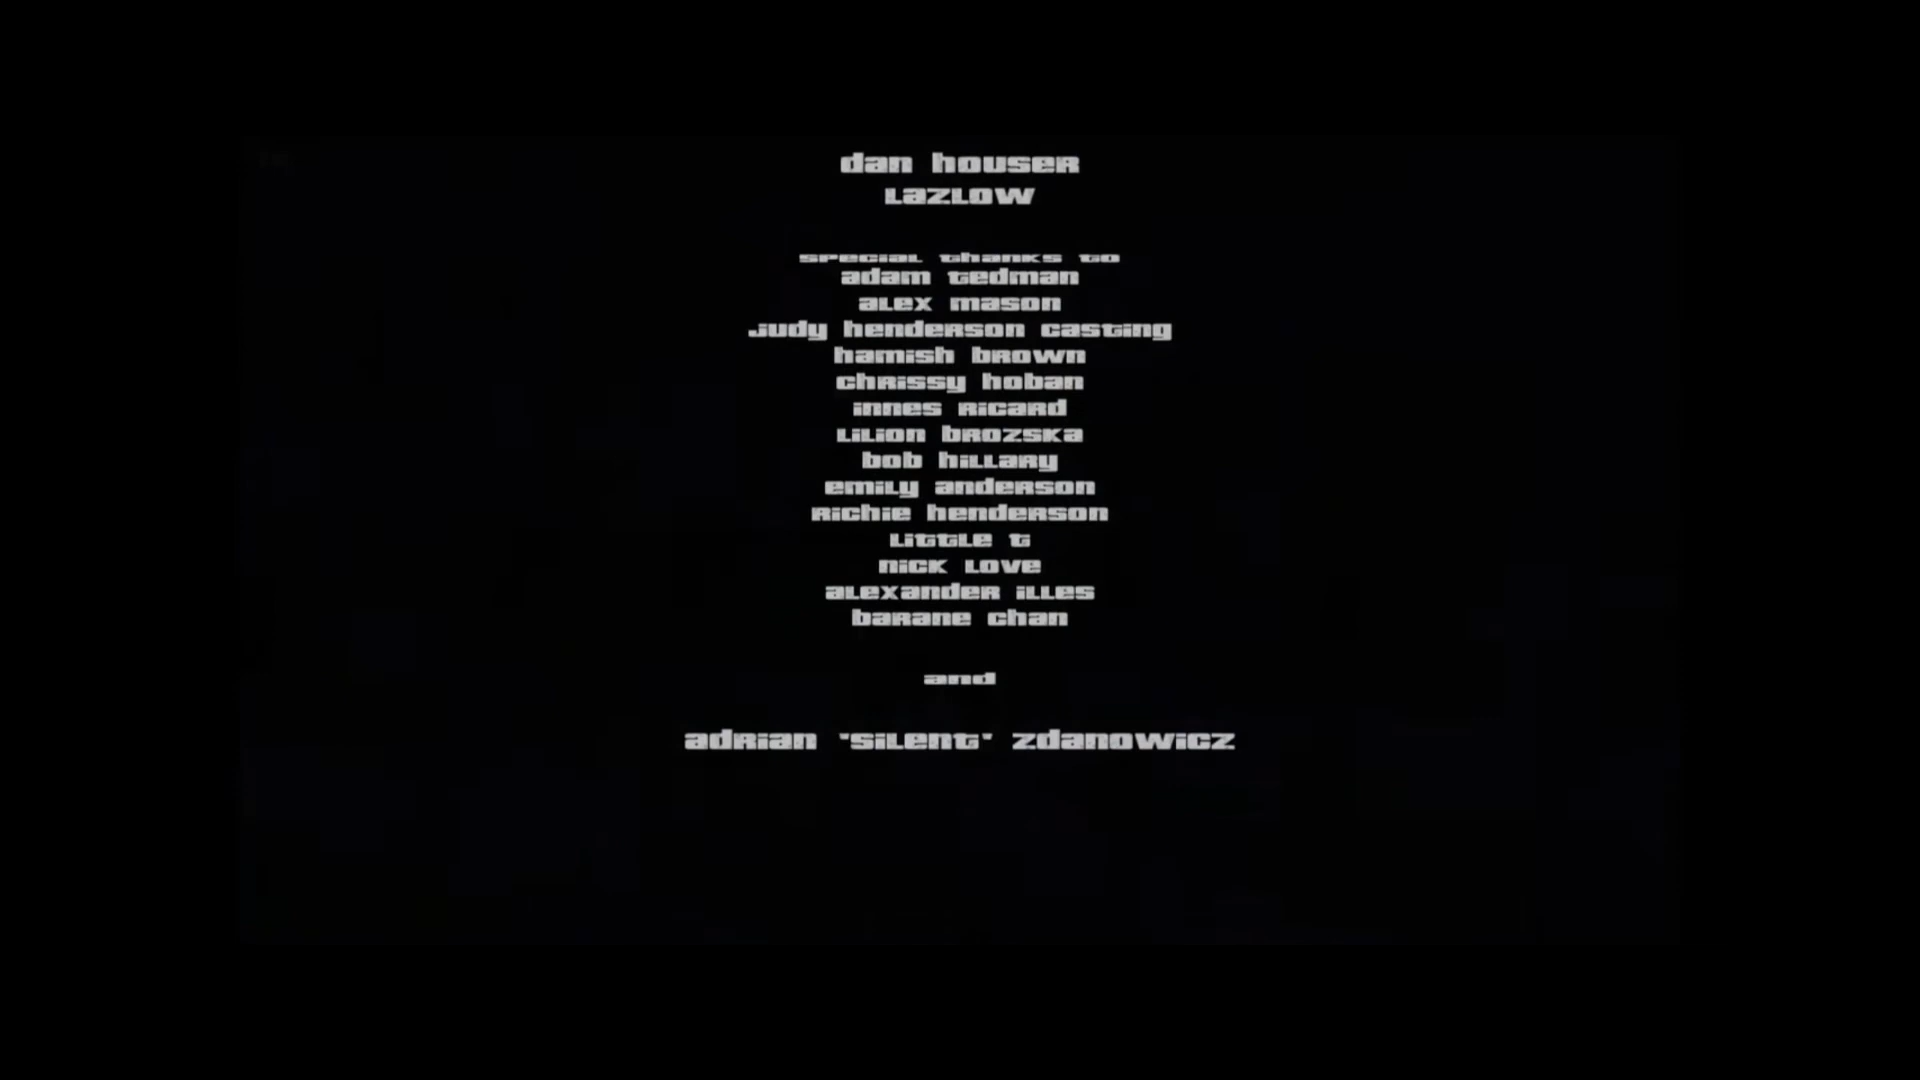 dan houser
Lazlow
special thanks to
adam tedman
alex mason
judy henderson casting
hamish brown
chrissy hoban
innes ricard
lilion brozska
bob hillary
emily anderson
richie henderson
little t
nick love
alexander illes
barane chan
and
adrian "silent" zdanowicz